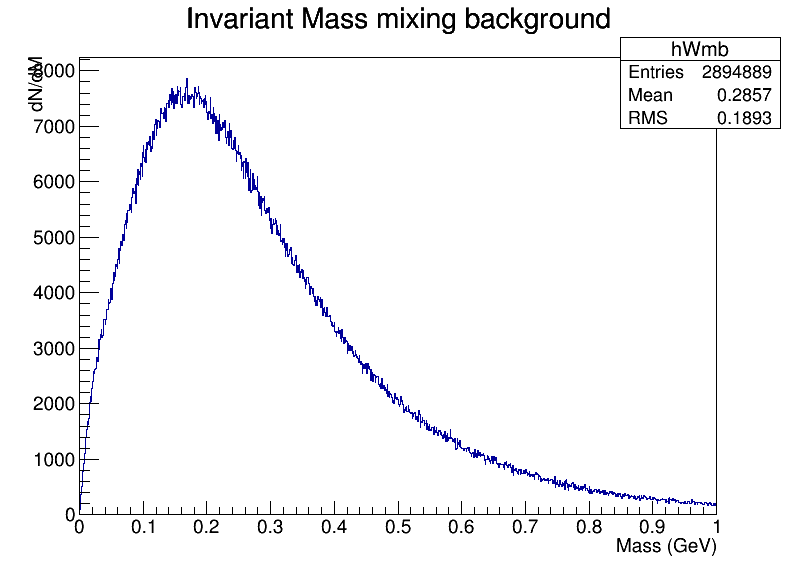 Invariant Mass mixing background
hWmb
Entries 2894889
Mean 0.2857
RMS 0.1893
dN/dM
8000
7000
6000
5000
4000
3000
2000
1000
0
0 0.1 0.2 0.3 0.4 0.5 0.6 0.7 0.8 0.9 1
Mass (GeV)